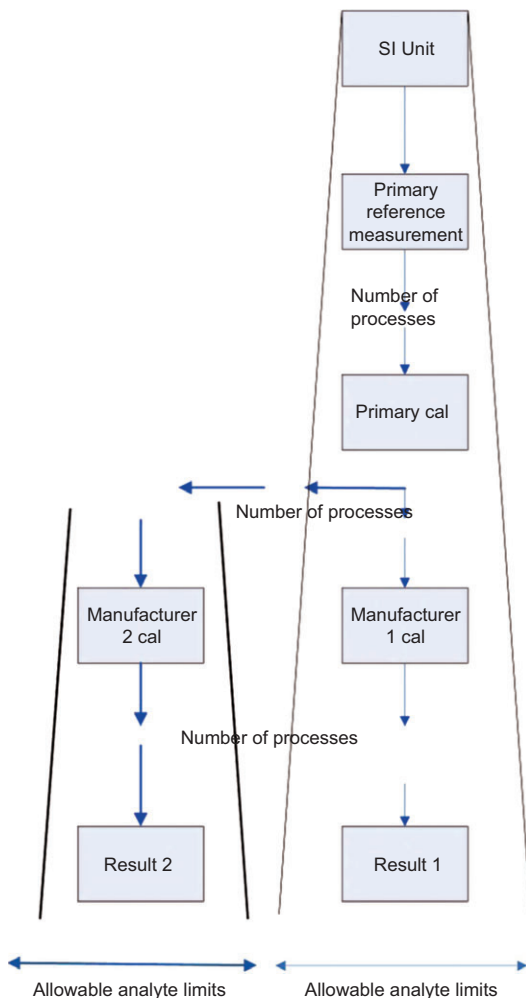 SI Unit
Primary
reference
measurement
Number of
processes
Primary cal
Number of processes
Manufacturer
2 cal
Manufacturer
1 cal
Number of processes
Result 2
Result 1
Allowable analyte limits
Allowable analyte limits